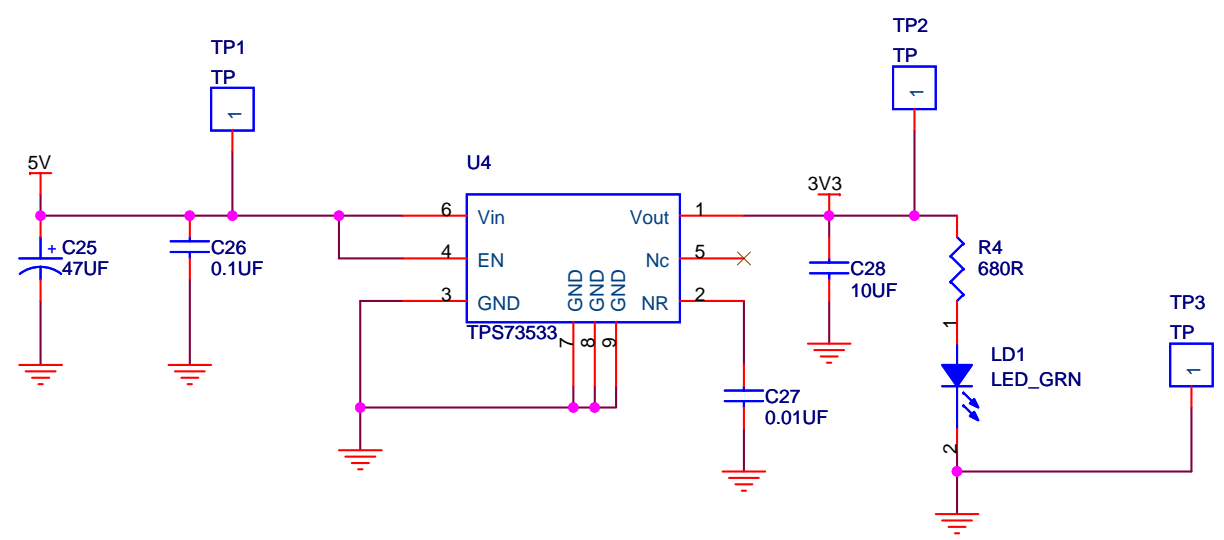 TP1
TP
1
TP2
TP
1
5V
+
C25
47UF
C26
0.1UF
U4
6
Vin
4
EN
3
GND
GND
GND
GND
7
8
9
Vout
1
Nc
5
NR
2
TPS73533
3V3
C28
10UF
C27
0.01UF
R4
680R
1
LD1
LED_GRN
2
TP3
TP
1